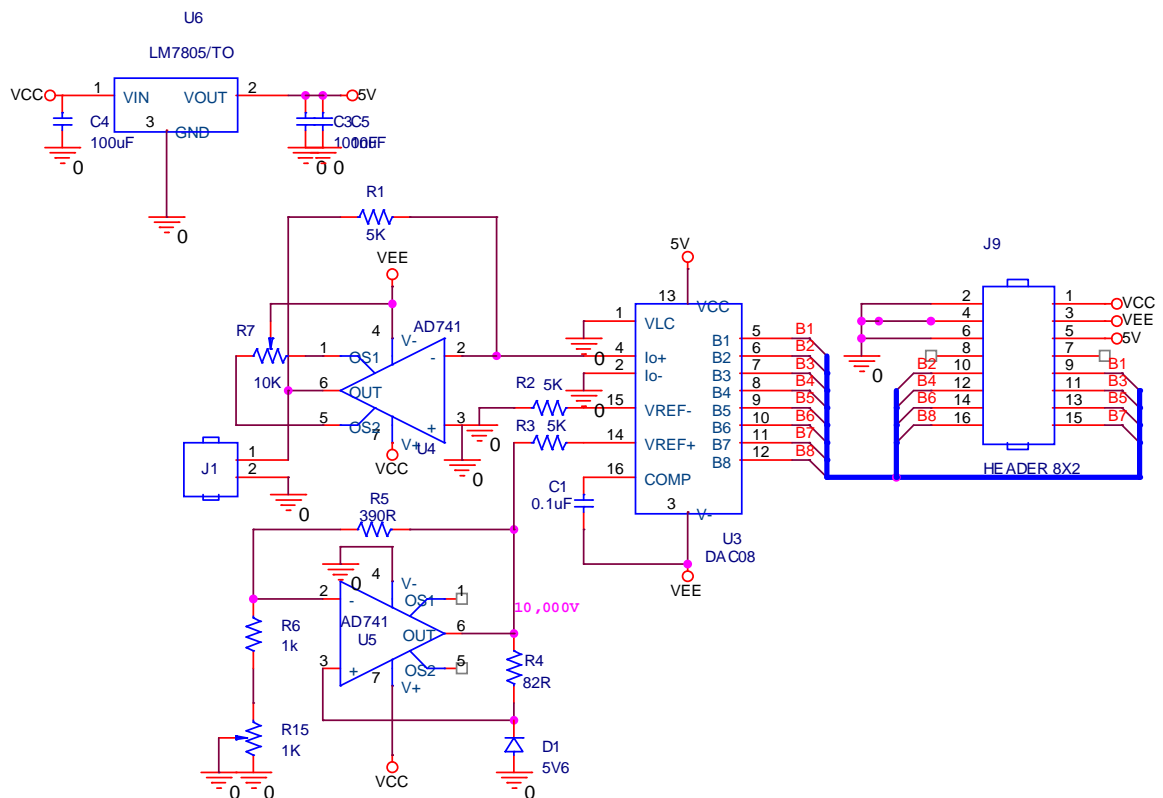 U6
LM7805/TO
VCC 1 VIN VOUT 2 5V
3 GND
C4
100uF
C3 C5
0
0 0
0
R1
5K
VEE
R7
10K
AD741
4 V-
1 OS1
- 2
6 OUT
5 OS2
+ 3
7 V+
U4
VCC
0
0
J1
1
2
0
5V
13 VCC
1 VLC
0
4 Io+
2 Io-
0
R2 5K
15 VREF-
R3 5K
14 VREF+
16 COMP
C1
0.1uF
3 V-
U3
DAC08
VEE
B1 5 B1
B2 6 B2
B3 7 B3
B4 8 B4
B5 9 B5
B6 10 B6
B7 11 B7
B8 12 B8
J9
2 1 VCC
4 3 VEE
6 5 5V
8 7
0
B2 10 9 B1
B4 12 11 B3
B6 14 13 B5
B8 16 15 B7
HEADER 8X2
R5
390R
0
4 V-
2 -
OS1 1
AD741
U5
OUT 6
10,000V
3 +
OS2 5
7 V+
VCC
R6
1k
R15
1K
0 0
R4
82R
D1
5V6
0